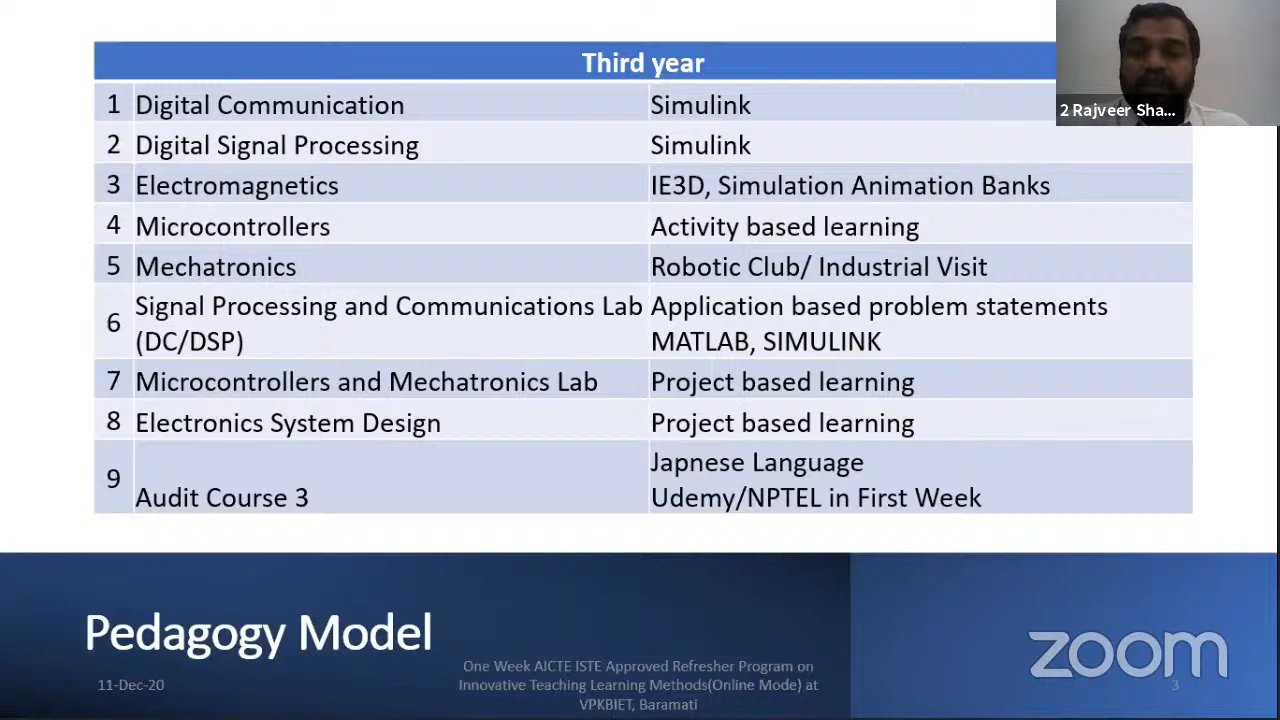 Third year
2 Rajveer Sha...
1 Digital Communication Simulink
2 Digital Signal Processing Simulink
3 Electromagnetics IE3D, Simulation Animation Banks
4 Microcontrollers Activity based learning
5 Mechatronics Robotic Club/ Industrial Visit
6 Signal Processing and Communications Lab Application based problem statements
(DC/DSP) MATLAB, SIMULINK
7 Microcontrollers and Mechatronics Lab Project based learning
8 Electronics System Design Project based learning
9 Japnese Language
Audit Course 3 Udemy/NPTEL in First Week
Pedagogy Model
zoom
11-Dec-20
One Week AICTE ISTE Approved Refresher Program on
Innovative Teaching Learning Methods(Online Mode) at
VPKBIET, Baramati
3